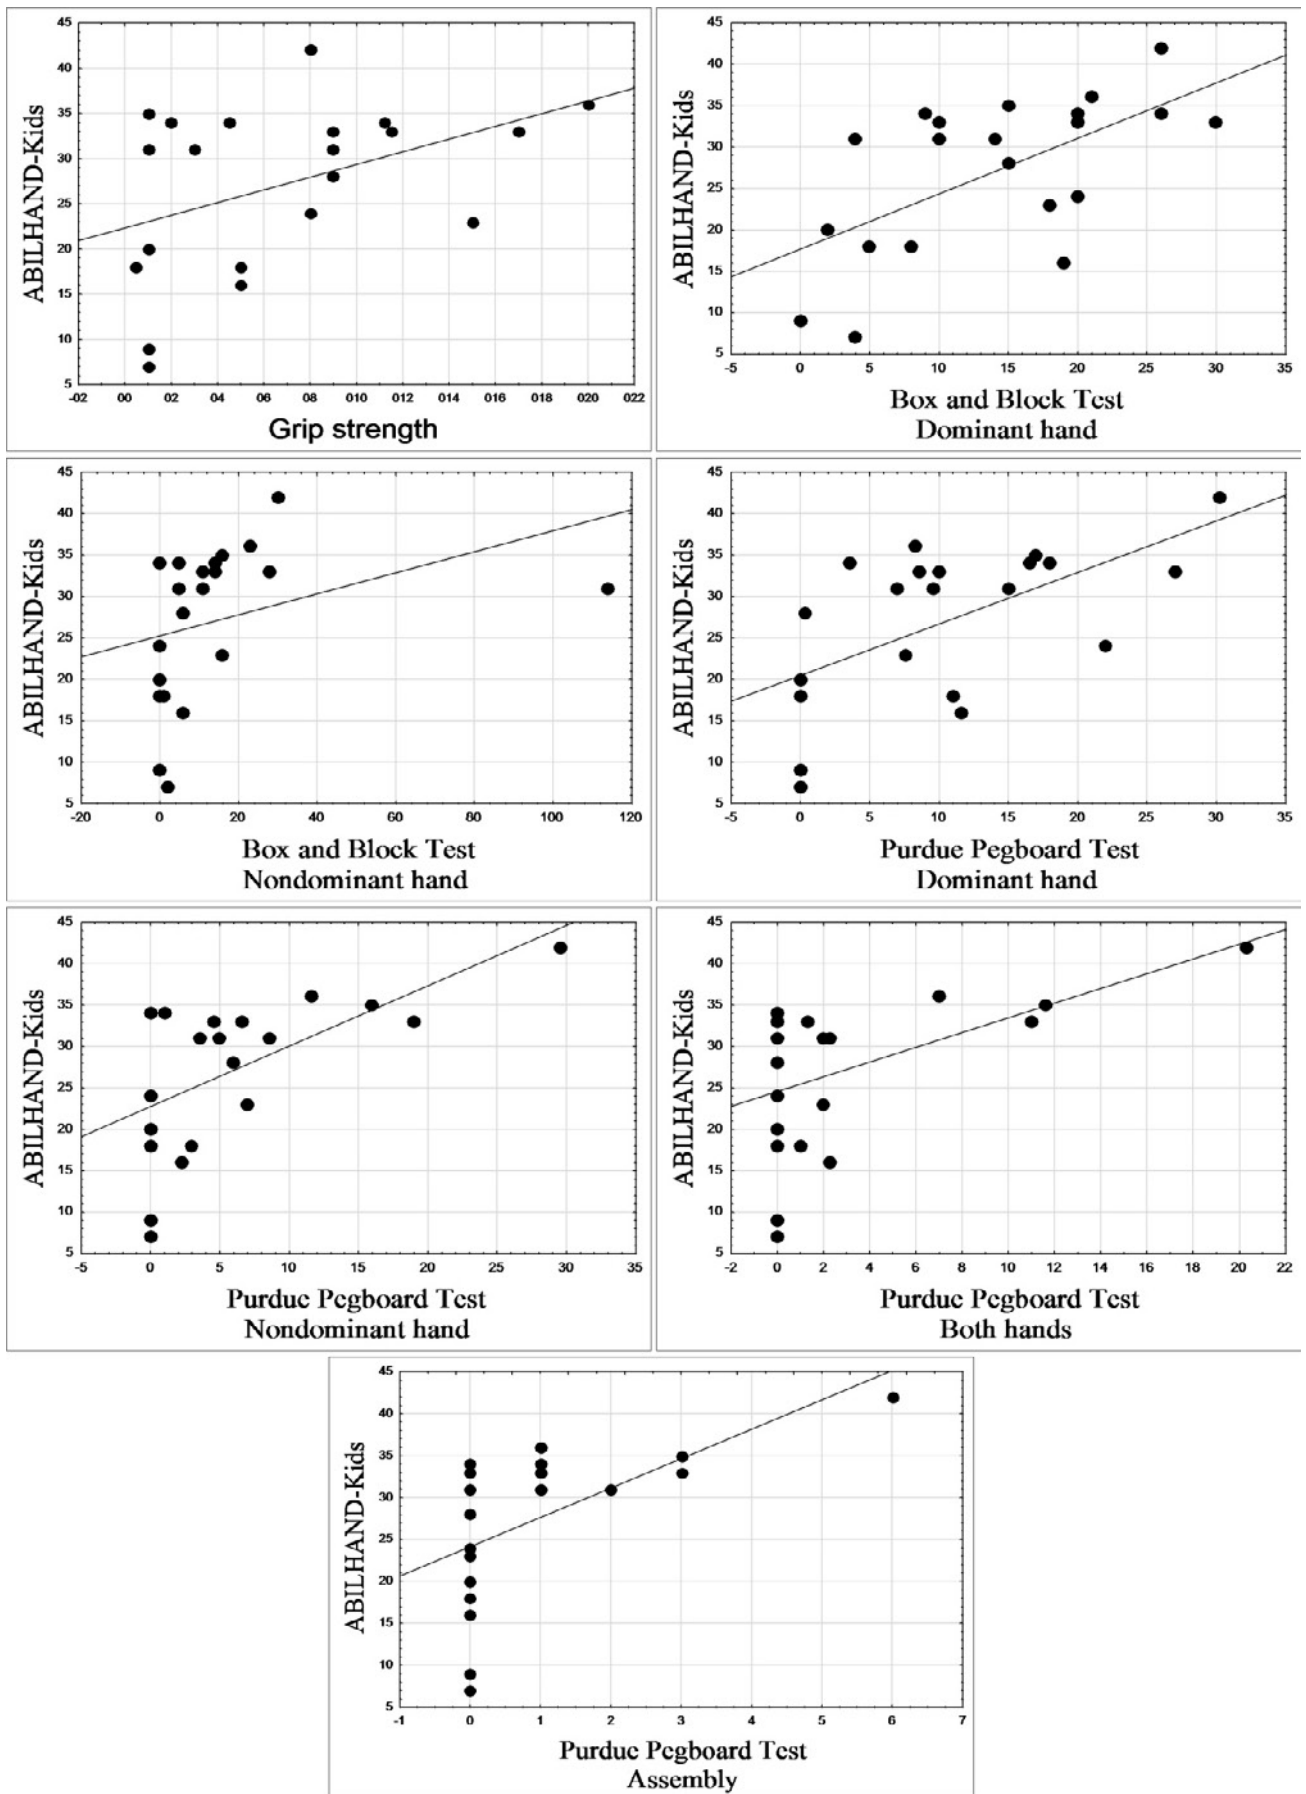 45
40
35
30
25
20
15
10
5
ABILHAND-Kids
-02 00 02 04 06 08 010 012 014 016 018 020 022
Grip strength
45
40
35
30
25
20
15
10
5
ABILHAND-Kids
-5 0 5 10 15 20 25 30 35
Box and Block Test
Dominant hand
45
40
35
30
25
20
15
10
5
ABILHAND-Kids
-20 0 20 40 60 80 100 120
Box and Block Test
Nondominant hand
45
40
35
30
25
20
15
10
5
ABILHAND-Kids
-5 0 5 10 15 20 25 30 35
Purdue Pegboard Test
Dominant hand
45
40
35
30
25
20
15
10
5
ABILHAND-Kids
-5 0 5 10 15 20 25 30 35
Purdue Pegboard Test
Nondominant hand
45
40
35
30
25
20
15
10
5
ABILHAND-Kids
-2 0 2 4 6 8 10 12 14 16 18 20 22
Purdue Pegboard Test
Both hands
45
40
35
30
25
20
15
10
5
ABILHAND-Kids
-1 0 1 2 3 4 5 6 7
Purdue Pegboard Test
Assembly